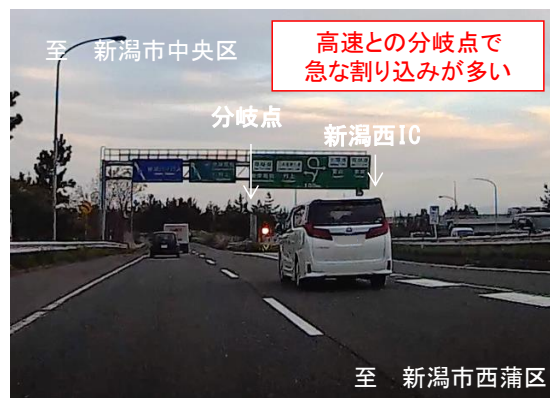 高速との分岐点で
急な割り込みが多い
至　新潟市中央区
分岐点
新潟西IC
至　新潟市西蒲区